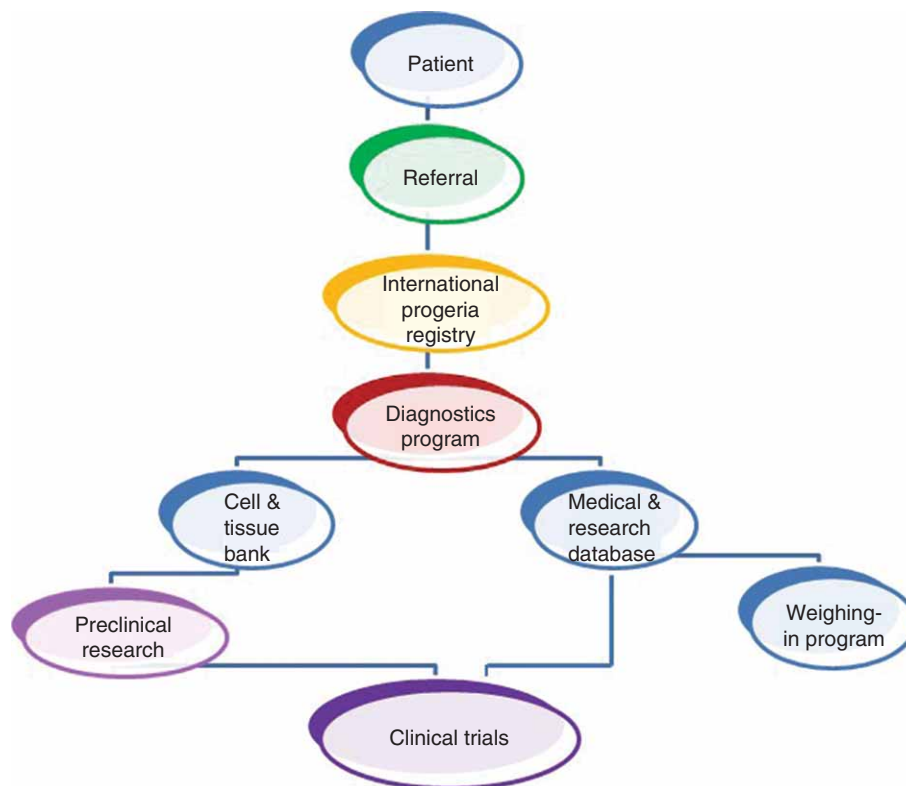 Patient
Referral
International
progeria
registry
Diagnostics
program
Cell &
tissue
bank
Medical &
research
database
Preclinical
research
Weighing-
in program
Clinical trials